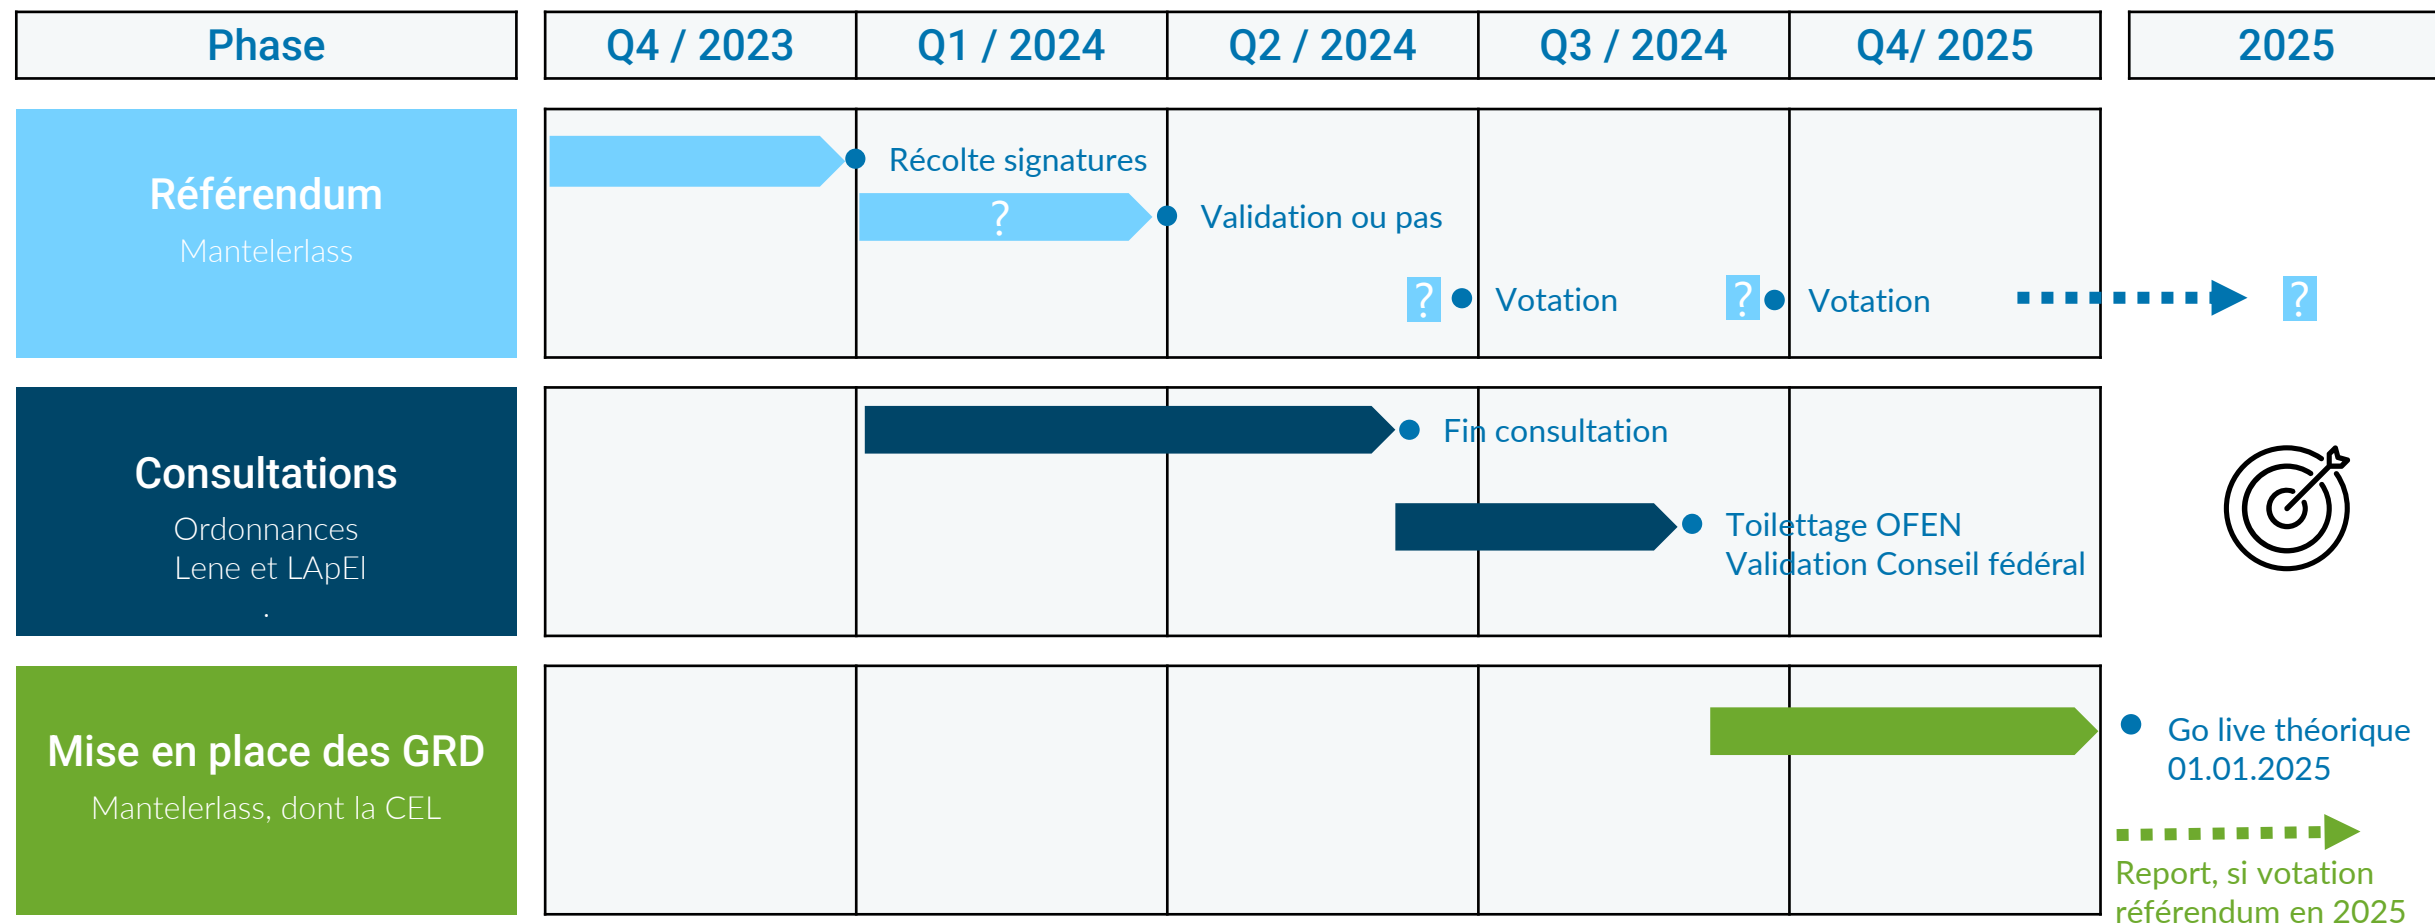 Phase
Q4 / 2023
Q1 / 2024
Q2 / 2024
Q3 / 2024
Q4/ 2025
2025
Référendum
Mantelerlass
Récolte signatures
?
Validation ou pas
?
Votation
?
Votation
?
Consultations
Ordonnances
Lene et LApEl
.
Fin consultation
Toilettage OFEN
Validation Conseil fédéral
Mise en place des GRD
Mantelerlass, dont la CEL
Go live théorique
01.01.2025
Report, si votation
référendum en 2025